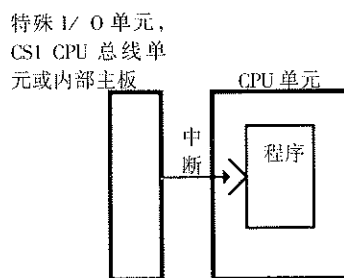 特殊 I/ O 单元，
CS1 CPU 总线单
元或内部主板
CPU 单元
中
断
程序